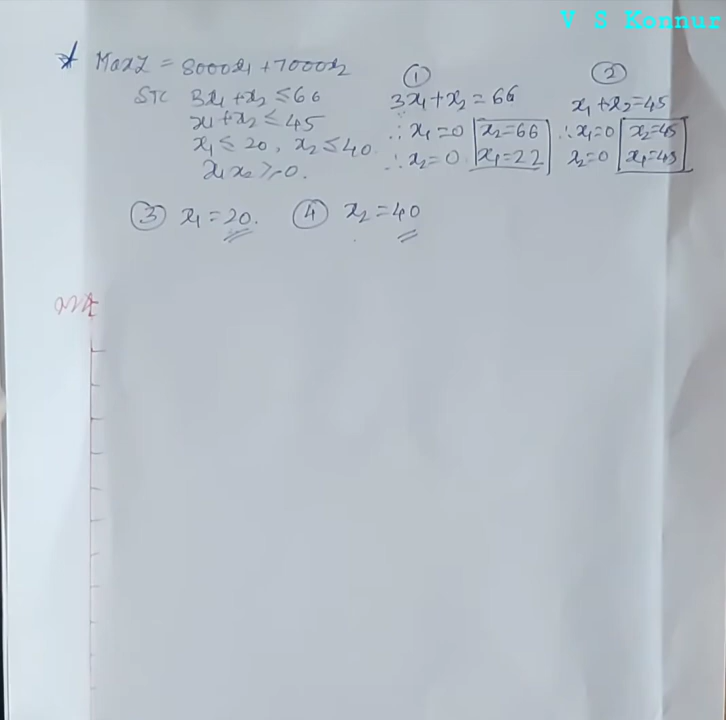 V S Konnur
* Max Z = 8000x₁ + 7000x₂
STC 3x₁ + x₂ ≤ 66
x₁ + x₂ ≤ 45
x₁ ≤ 20, x₂ ≤ 40.
x₁ x₂ ≥ 0.
①
3x₁ + x₂ = 66
∴ x₁ = 0 x₂ = 66
∴ x₂ = 0 x₁ = 22
②
x₁ + x₂ = 45
∴ x₁ = 0 x₂ = 45
x₂ = 0 x₁ = 45
③ x₁ = 20. ④ x₂ = 40